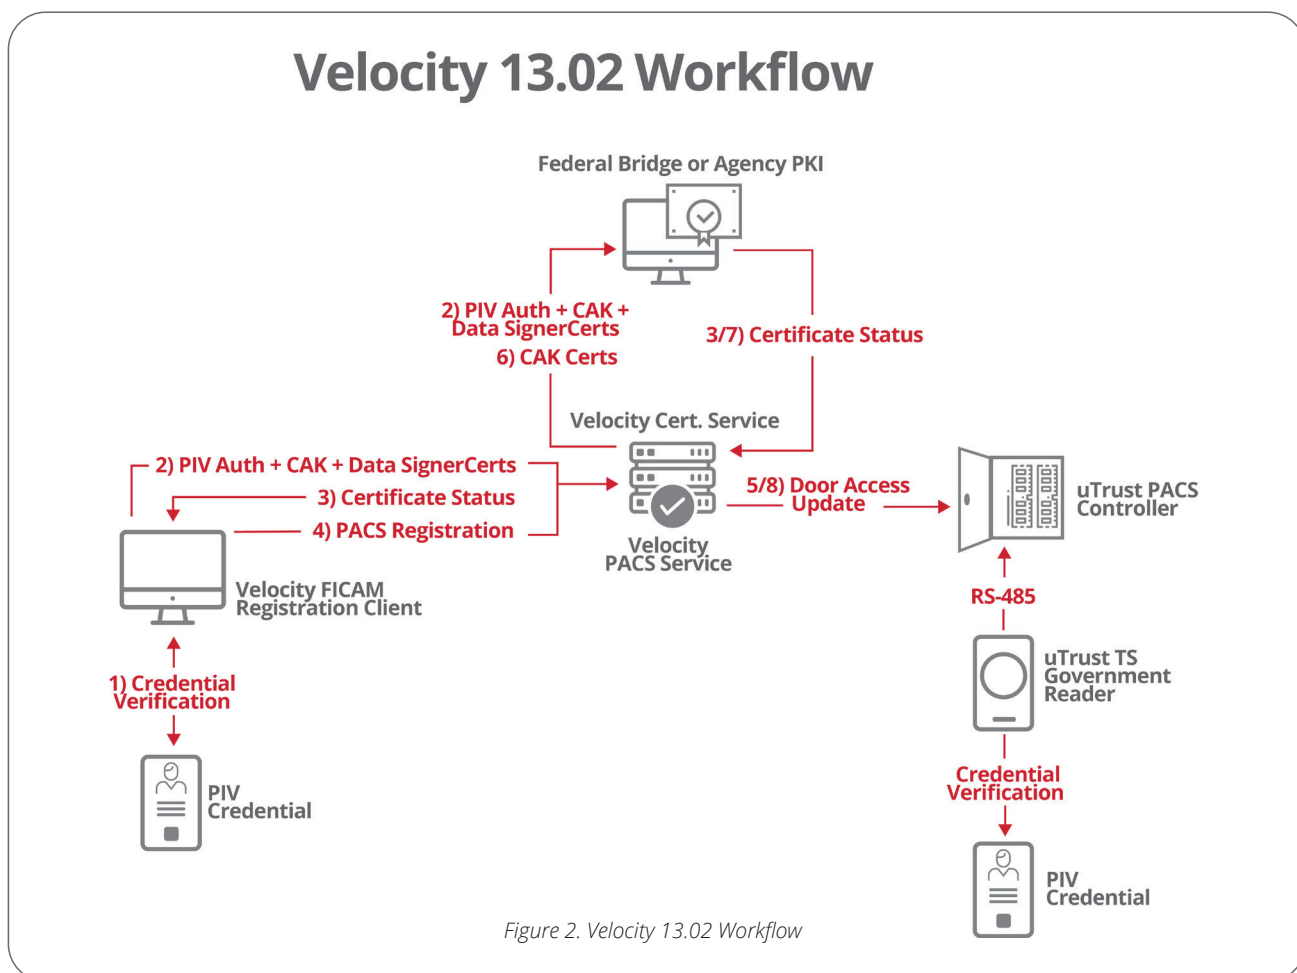 Velocity 13.02 Workflow
Federal Bridge or Agency PKI
2) PIV Auth + CAK +
Data SignerCerts
6) CAK Certs
3/7) Certificate Status
Velocity Cert. Service
2) PIV Auth + CAK + Data SignerCerts
3) Certificate Status
4) PACS Registration
5/8) Door Access
Update
uTrust PACS
Controller
Velocity
PACS Service
Velocity FICAM
Registration Client
RS-485
1) Credential
Verification
uTrust TS
Government
Reader
PIV
Credential
Credential
Verification
PIV
Credential
Figure 2. Velocity 13.02 Workflow